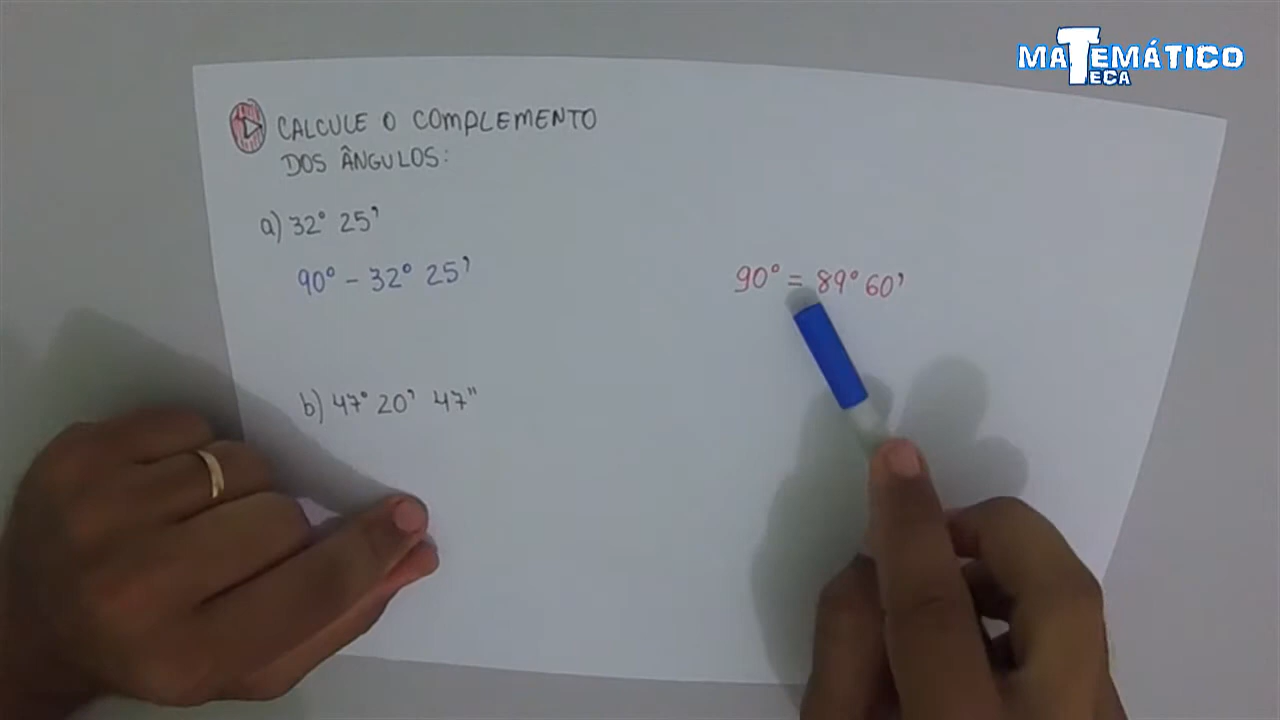 MATEMÁTICO
TECA
CALCULE O COMPLEMENTO
DOS ÂNGULOS:
a) 32° 25'
90° - 32° 25'
90° = 89° 60'
b) 47° 20' 47"